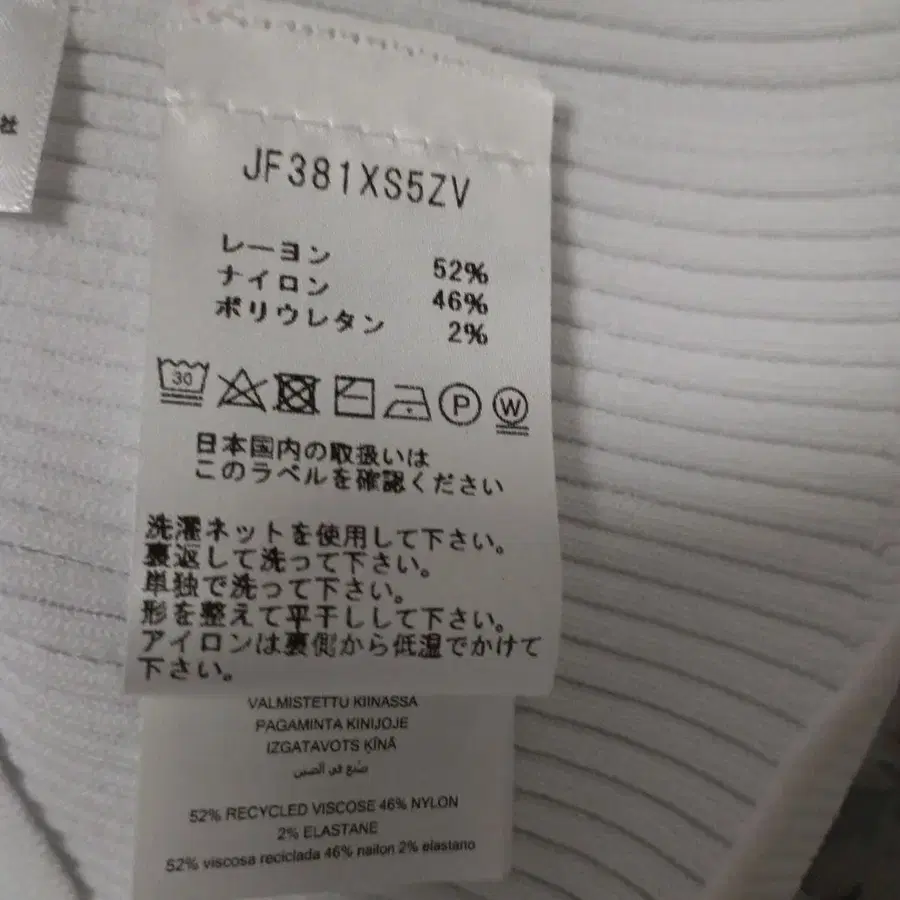 社
JF381XS5ZV
レーヨン 52%
ナイロン 46%
ポリウレタン 2%
30 P W
日本国内の取扱いは
このラベルを確認ください
洗濯ネットを使用して下さい。
裏返して洗って下さい。
単独で洗って下さい。
形を整えて平干しして下さい。
アイロンは裏側から低温でかけて
下さい。
VALMISTETTU KIINASSA
PAGAMINTA KINIJOJE
IZGATAVOTS ĶĪNĀ
صنع في الصين
52% RECYCLED VISCOSE 46% NYLON
2% ELASTANE
52% viscosa reciclada 46% nailon 2% elastano